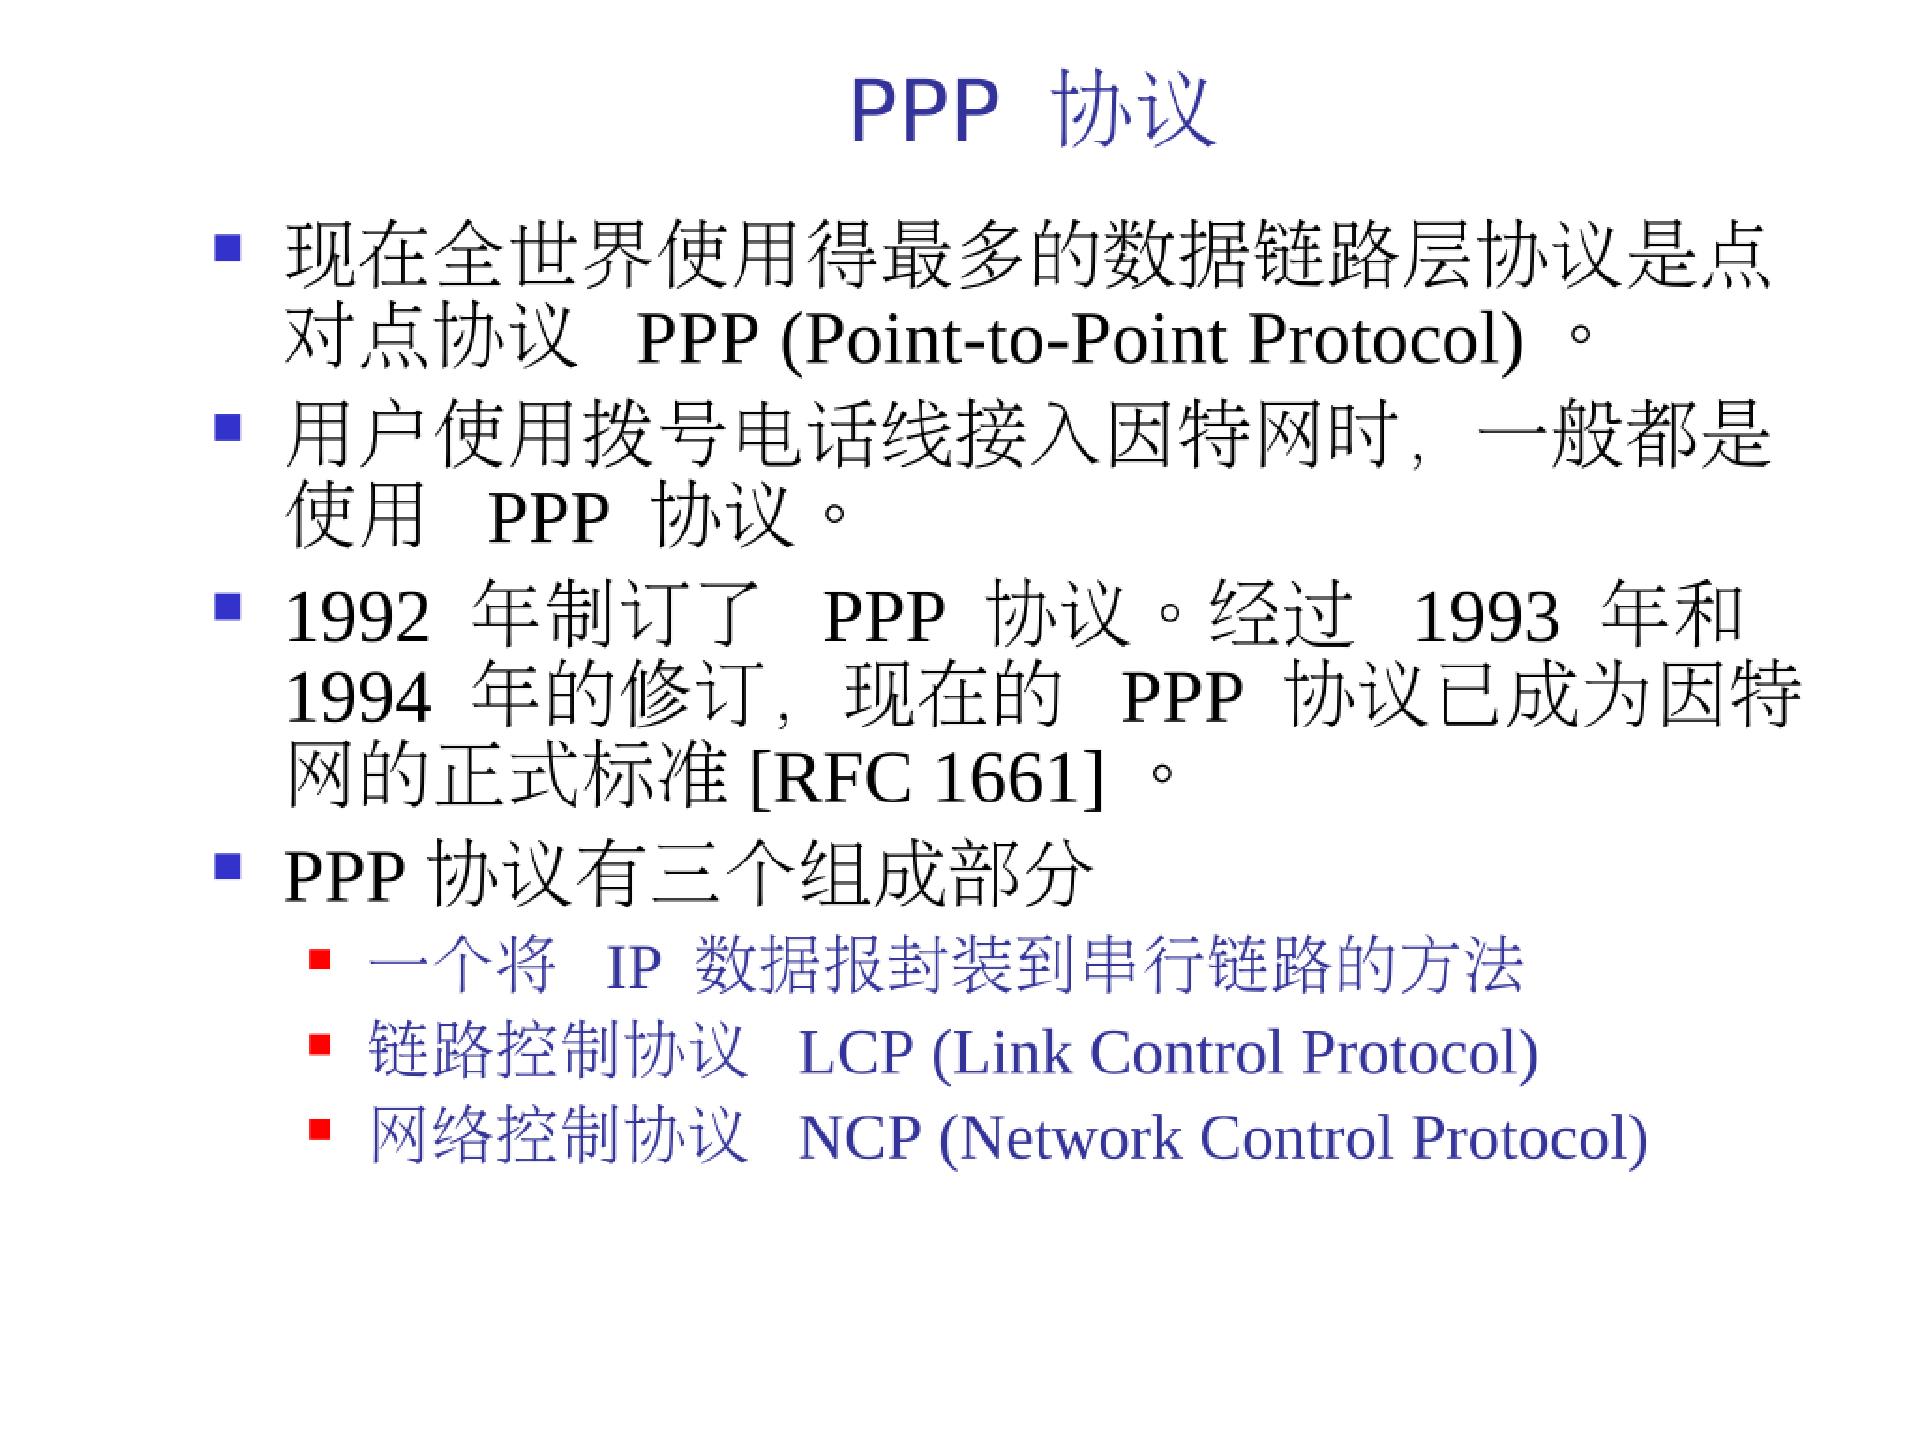 PPP 协议
现在全世界使用得最多的数据链路层协议是点
对点协议 PPP (Point-to-Point Protocol) 。
用户使用拨号电话线接入因特网时，一般都是
使用 PPP 协议。
1992 年制订了 PPP 协议。经过 1993 年和
1994 年的修订，现在的 PPP 协议已成为因特
网的正式标准[RFC 1661] 。
PPP 协议有三个组成部分
一个将 IP 数据报封装到串行链路的方法
链路控制协议 LCP (Link Control Protocol)
网络控制协议 NCP (Network Control Protocol)